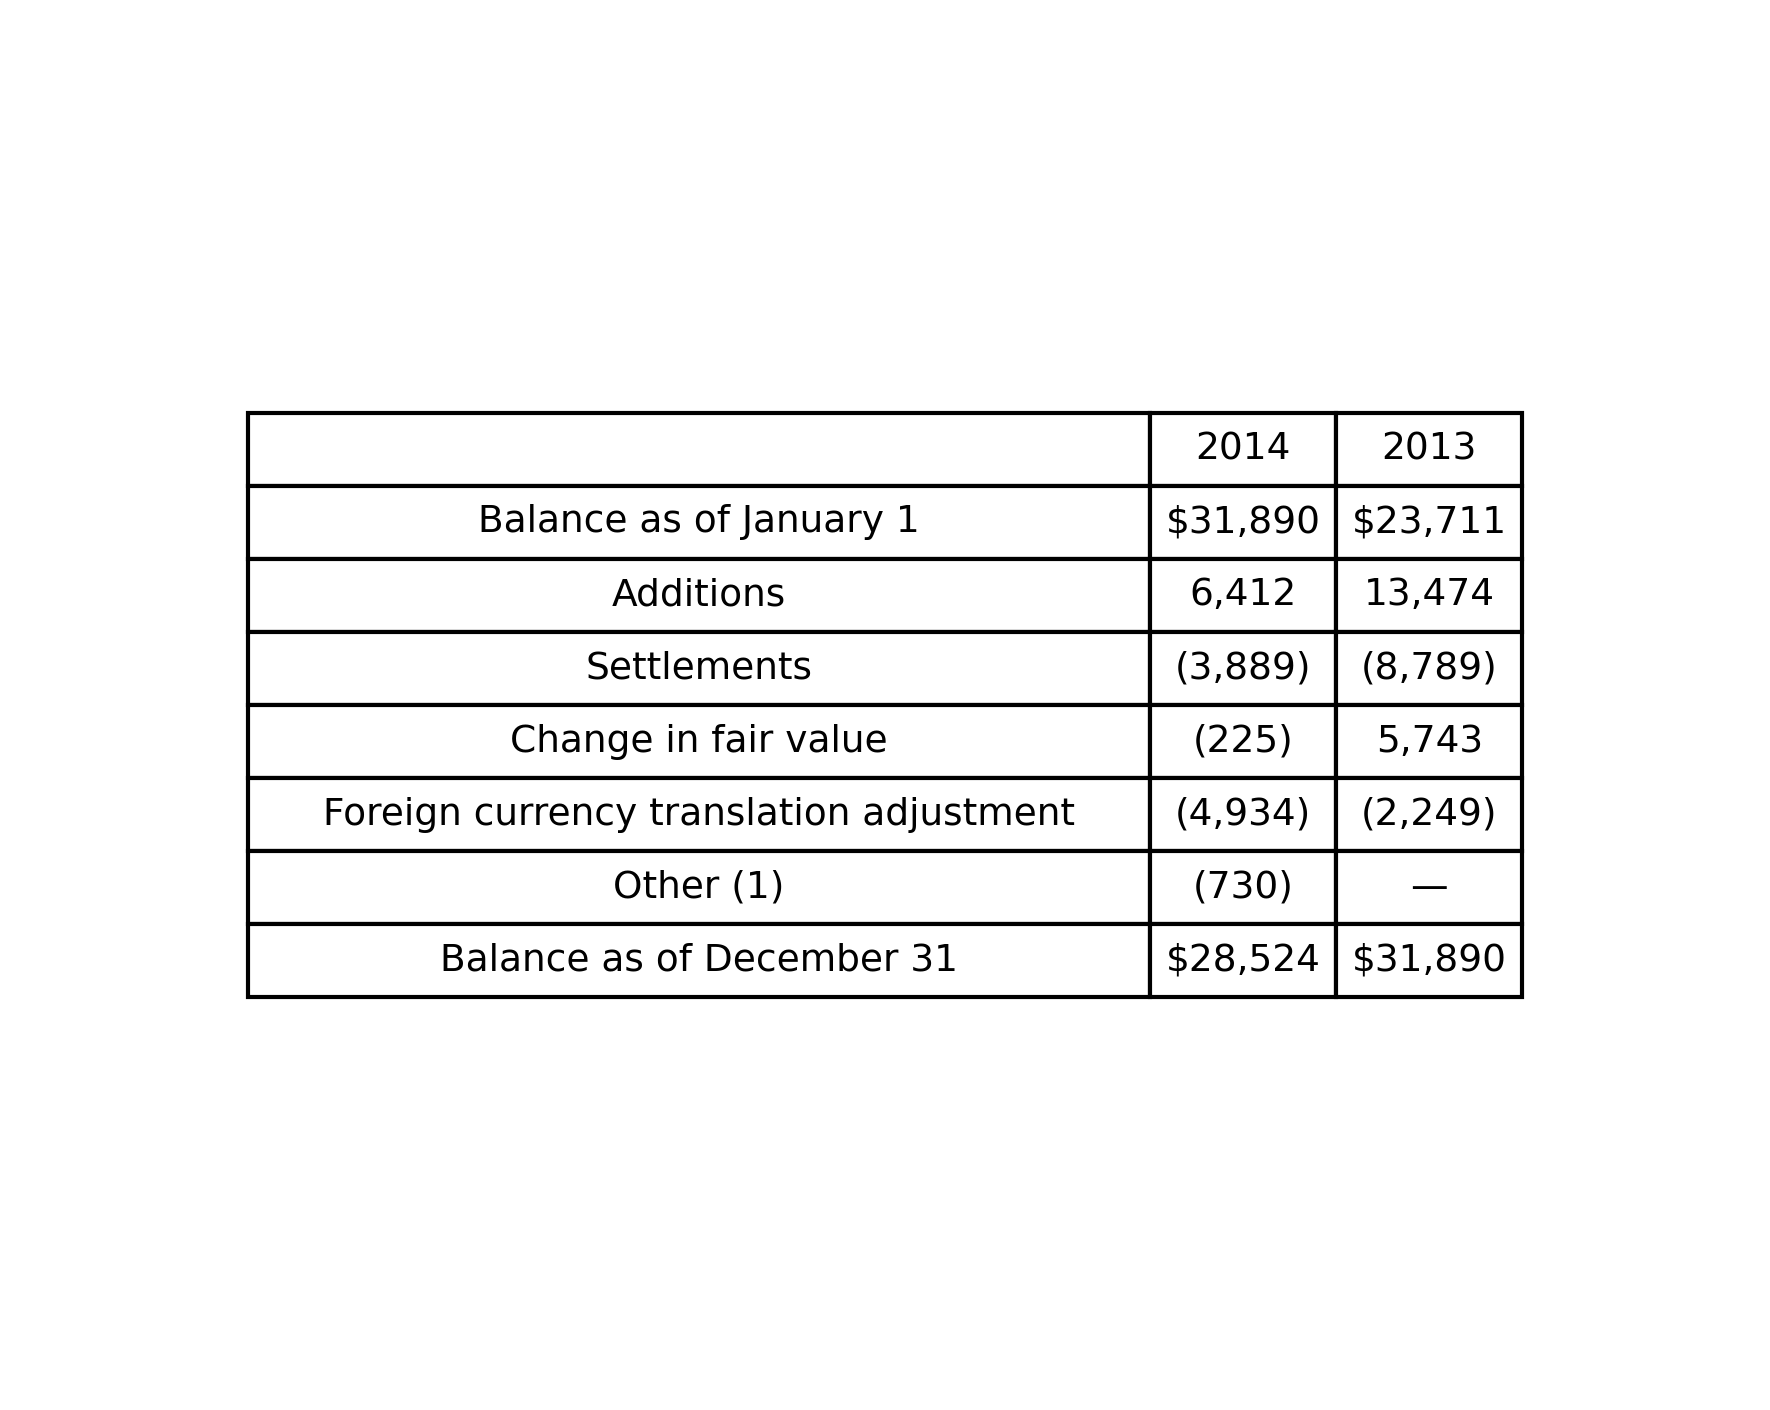 2014 2013
Balance as of January 1 $31,890 $23,711
Additions 6,412 13,474
Settlements (3,889) (8,789)
Change in fair value (225) 5,743
Foreign currency translation adjustment (4,934) (2,249)
Other (1) (730) —
Balance as of December 31 $28,524 $31,890